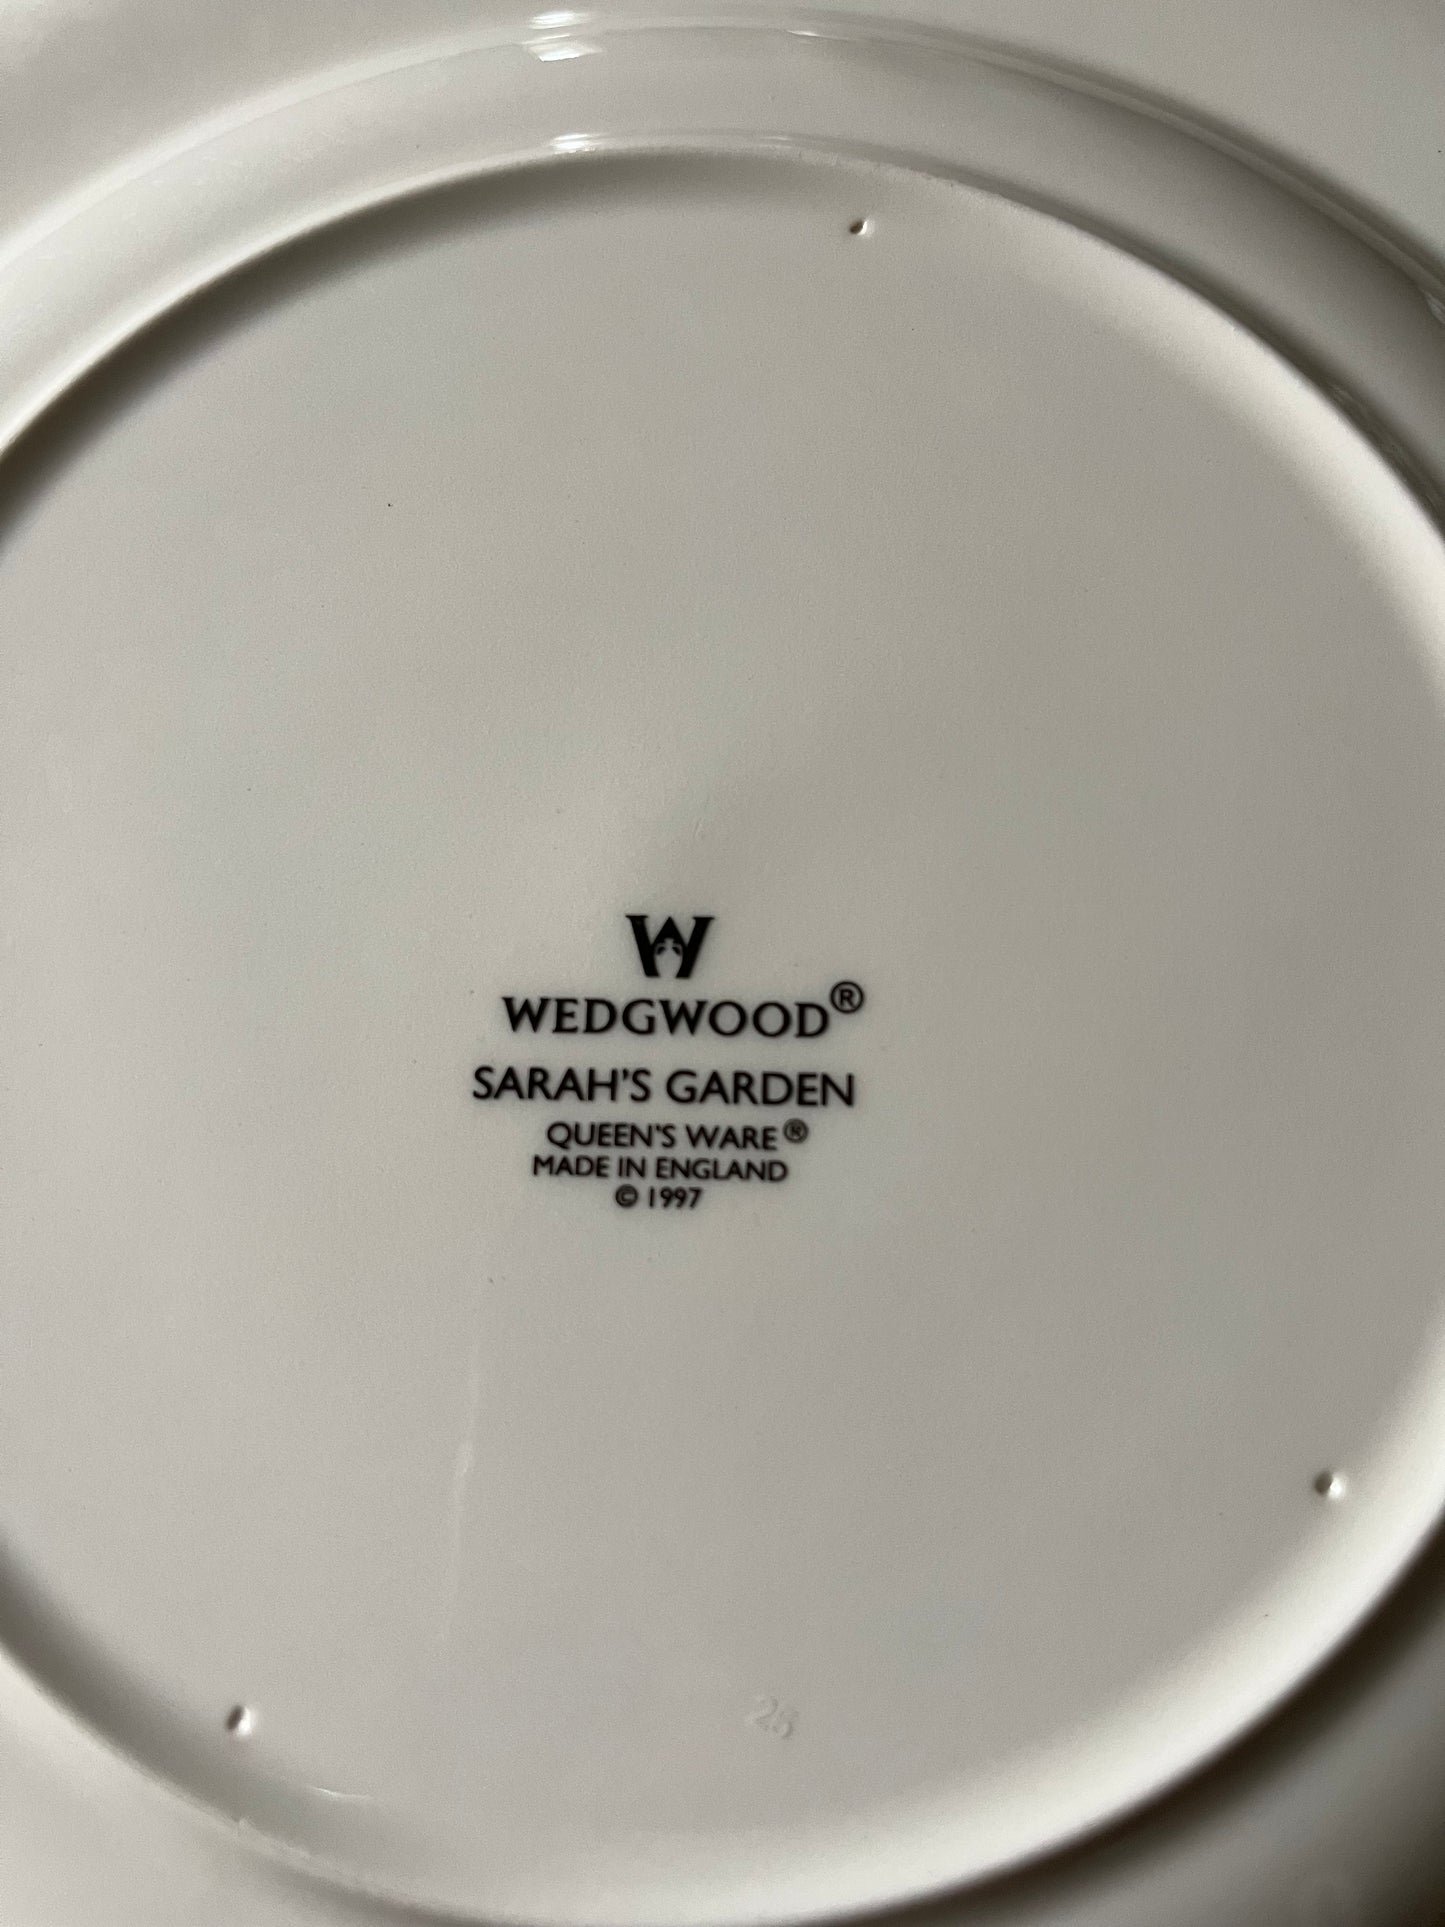 W
WEDGWOOD®
SARAH'S GARDEN
QUEEN'S WARE®
MADE IN ENGLAND
© 1997